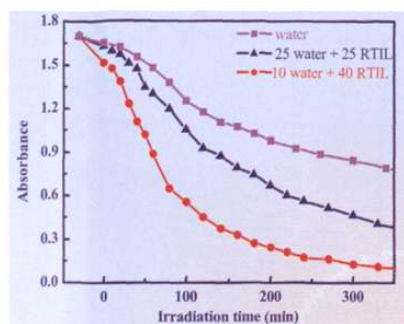 1.8
1.5
1.2
0.9
0.6
0.3
0.0
Absorbance
water
25 water + 25 RTIL
10 water + 40 RTIL
0 100 200 300
Irradiation time (min)